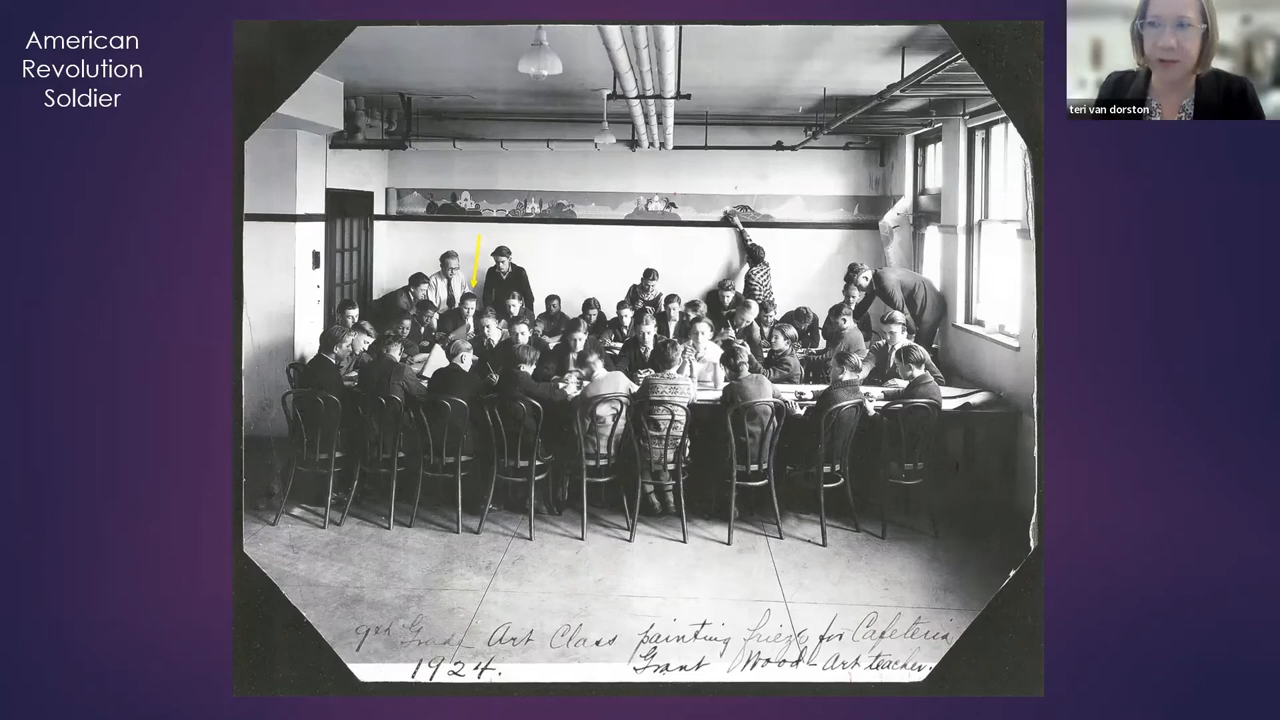 American
Revolution
Soldier
teri van dorston
9th Grade Art Class painting frieze for Cafeteria
1924. Grant Wood - Art teacher.